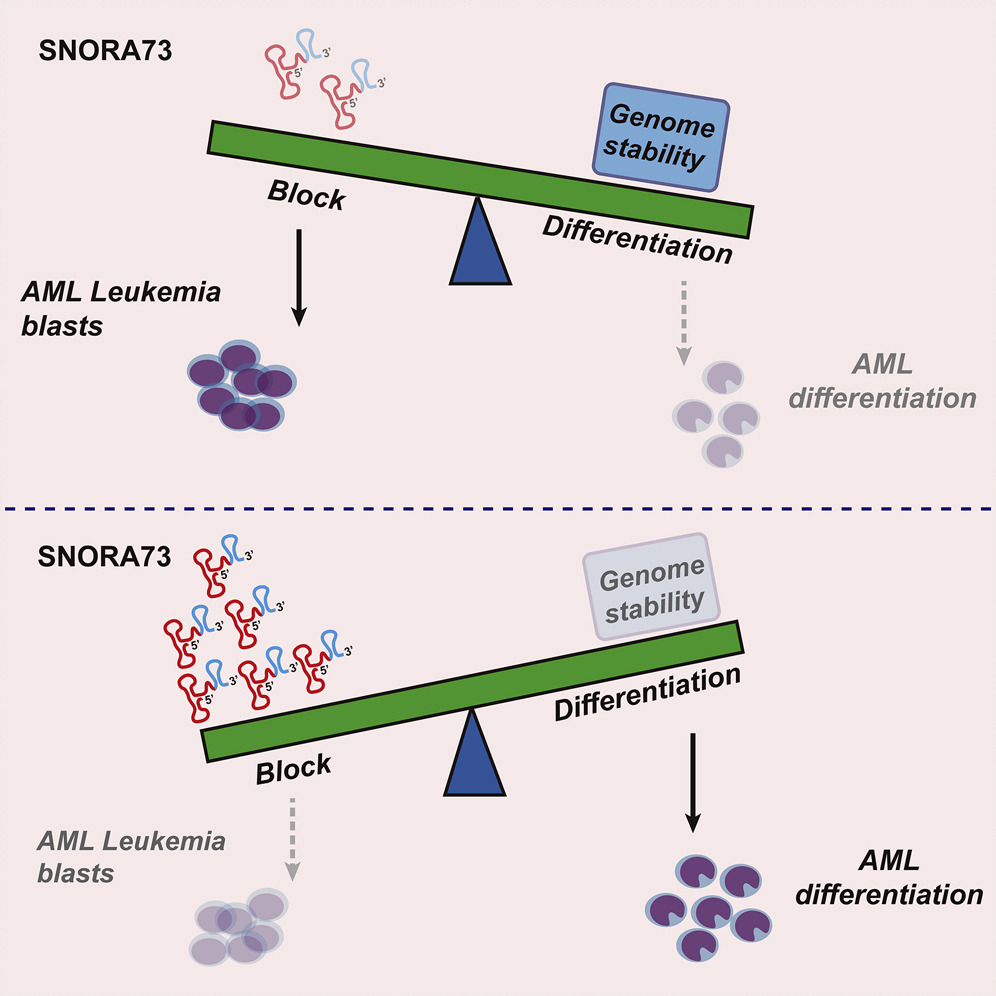 SNORA73
3'
5'
3'
5'
Genome
stability
Block
Differentiation
AML Leukemia
blasts
AML
differentiation
SNORA73
3'
5'
3'
5'
3'
5'
3'
5'
3'
5'
3'
5'
Genome
stability
Block
Differentiation
AML Leukemia
blasts
AML
differentiation